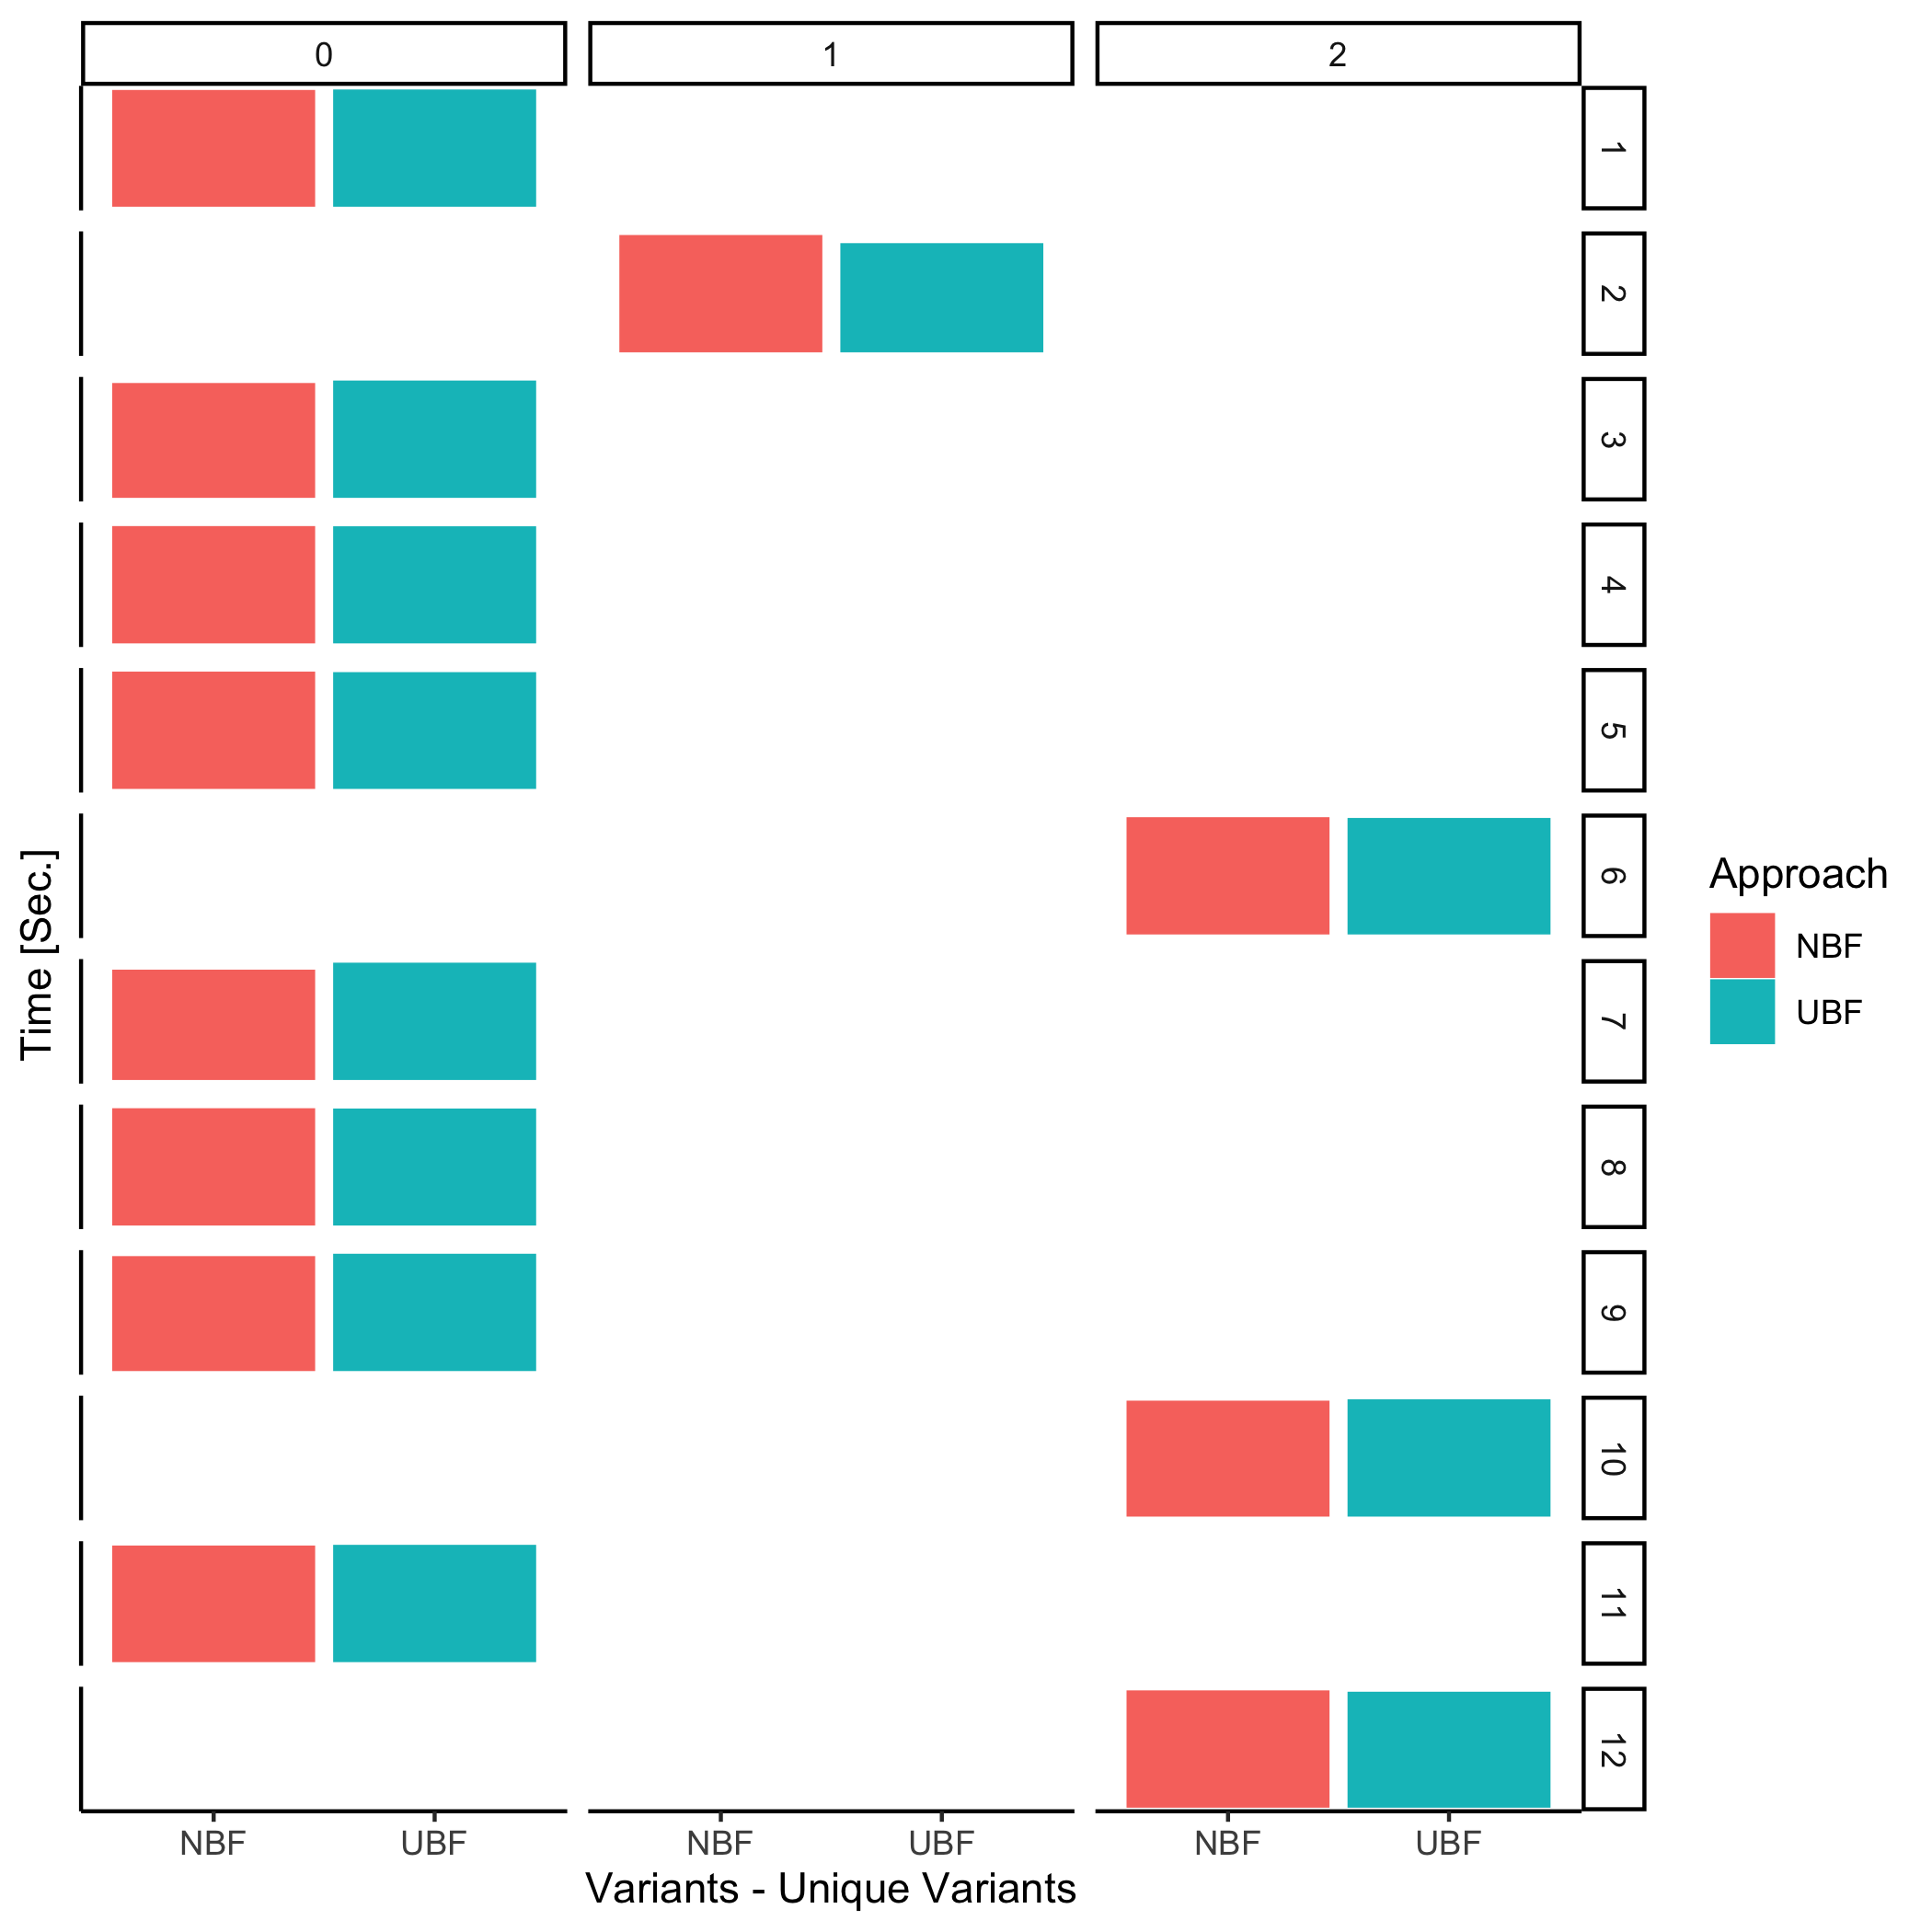 0 1 2
1
2
3
4
5
6
7
8
9
10
11
12
Time [Sec.]
NBF UBF NBF UBF NBF UBF
Variants - Unique Variants
Approach
NBF
UBF